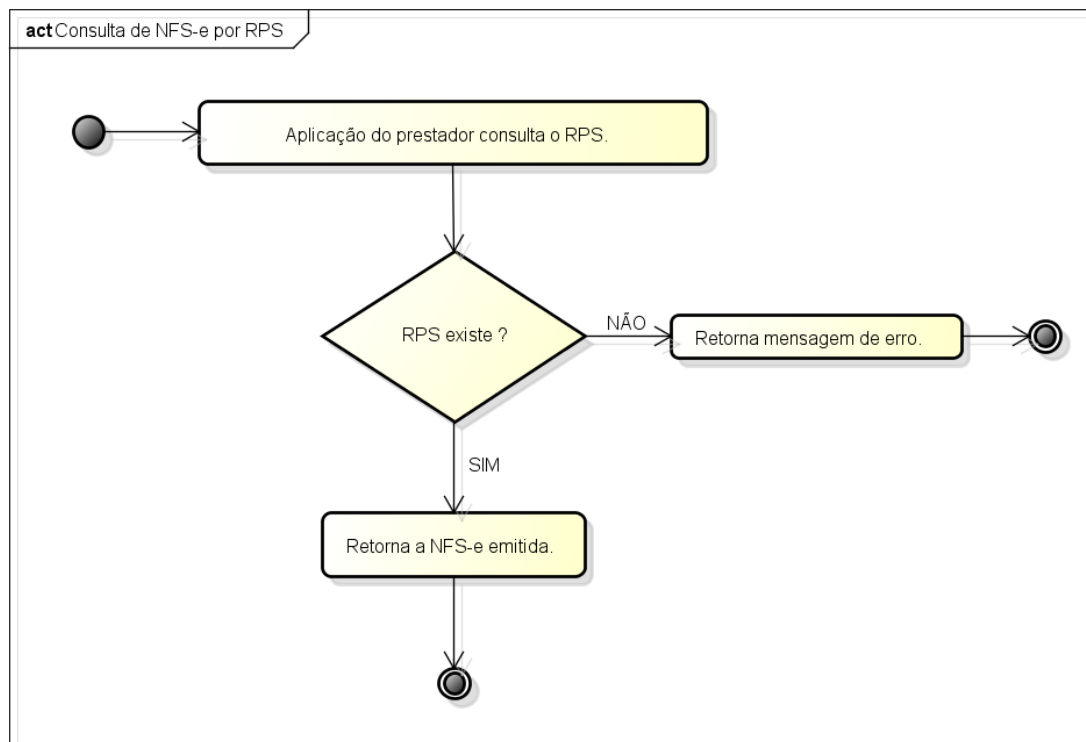 act Consulta de NFS-e por RPS
Aplicação do prestador consulta o RPS.
RPS existe ?
NÃO
Retorna mensagem de erro.
SIM
Retorna a NFS-e emitida.